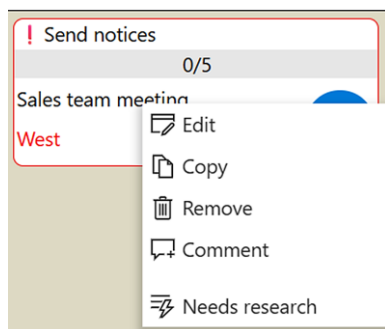 Send notices
0/5
Sales team meeting
West
Edit
Copy
Remove
Comment
Needs research